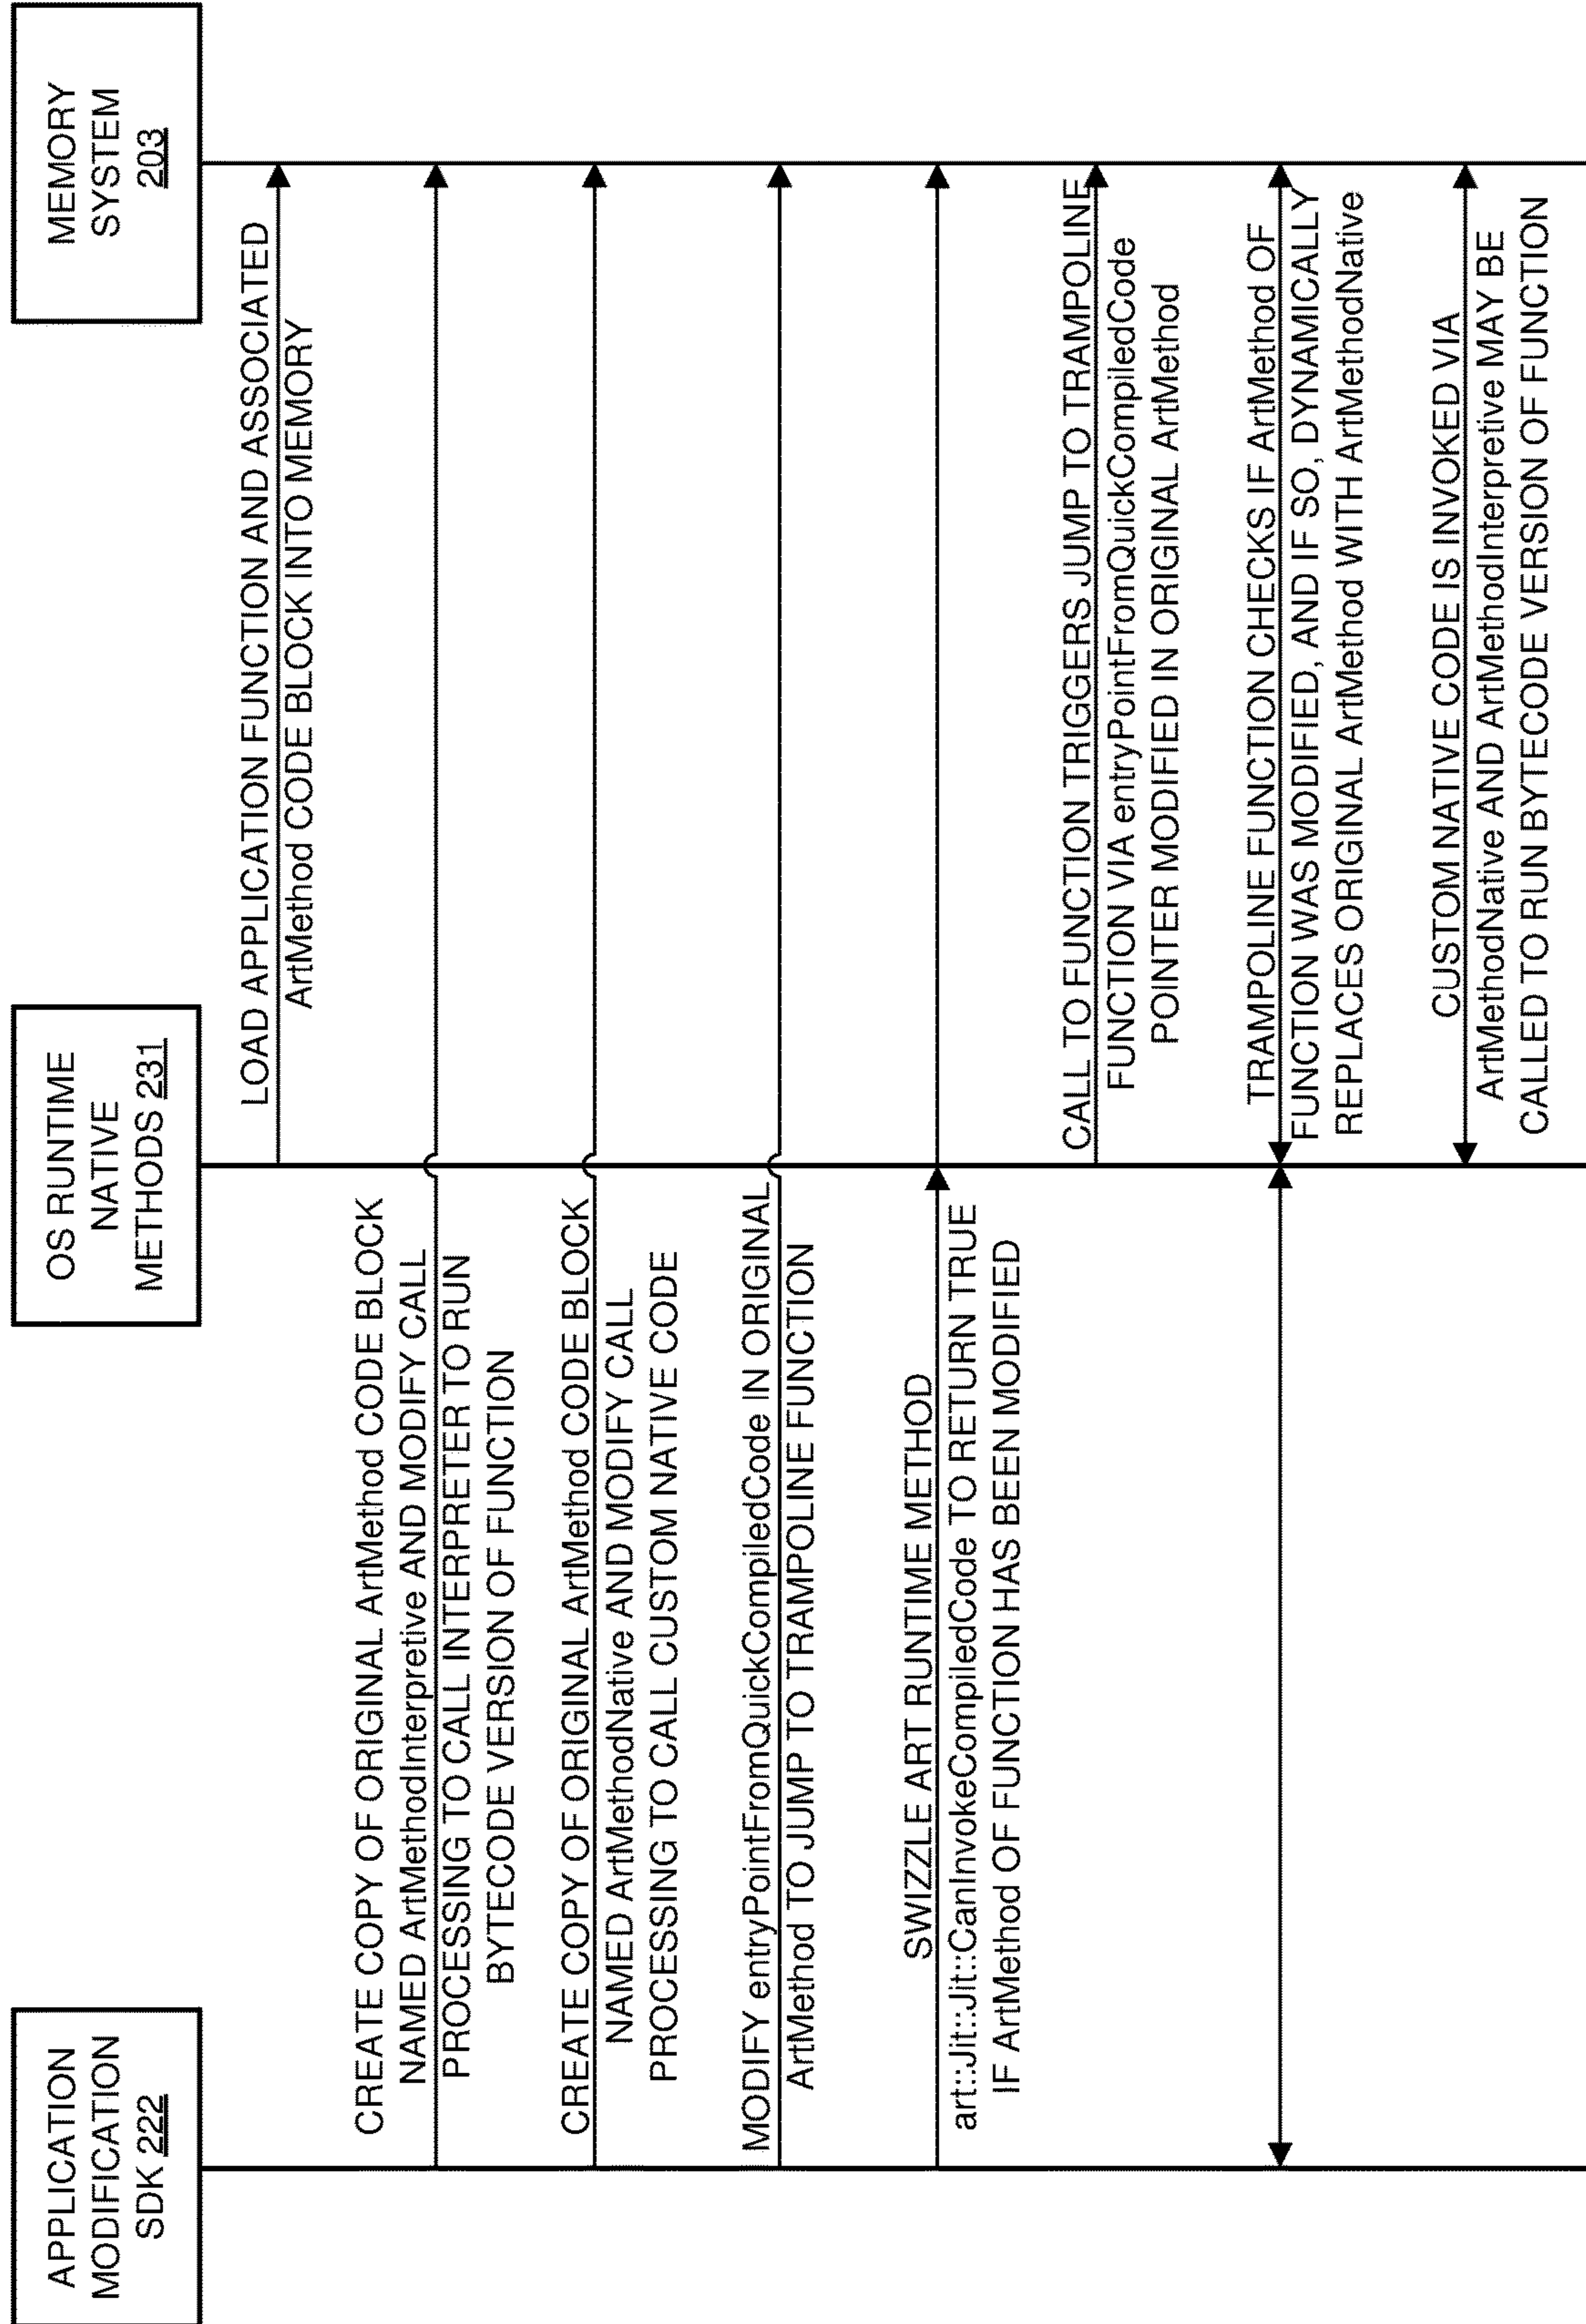 APPLICATION
MODIFICATION
SDK 222
OS RUNTIME
NATIVE
METHODS 231
MEMORY
SYSTEM
203
LOAD APPLICATION FUNCTION AND ASSOCIATED
ArtMethod CODE BLOCK INTO MEMORY
CREATE COPY OF ORIGINAL ArtMethod CODE BLOCK
NAMED ArtMethodInterpretive AND MODIFY CALL
PROCESSING TO CALL INTERPRETER TO RUN
BYTECODE VERSION OF FUNCTION
CREATE COPY OF ORIGINAL ArtMethod CODE BLOCK
NAMED ArtMethodNative AND MODIFY CALL
PROCESSING TO CALL CUSTOM NATIVE CODE
MODIFY entryPointFromQuickCompiledCode IN ORIGINAL
ArtMethod TO JUMP TO TRAMPOLINE FUNCTION
SWIZZLE ART RUNTIME METHOD
art::Jit::Jit::CanInvokeCompiledCode TO RETURN TRUE
IF ArtMethod OF FUNCTION HAS BEEN MODIFIED
CALL TO FUNCTION TRIGGERS JUMP TO TRAMPOLINE
FUNCTION VIA entryPointFromQuickCompiledCode
POINTER MODIFIED IN ORIGINAL ArtMethod
TRAMPOLINE FUNCTION CHECKS IF ArtMethod OF
FUNCTION WAS MODIFIED, AND IF SO, DYNAMICALLY
REPLACES ORIGINAL ArtMethod WITH ArtMethodNative
CUSTOM NATIVE CODE IS INVOKED VIA
ArtMethodNative AND ArtMethodInterpretive MAY BE
CALLED TO RUN BYTECODE VERSION OF FUNCTION